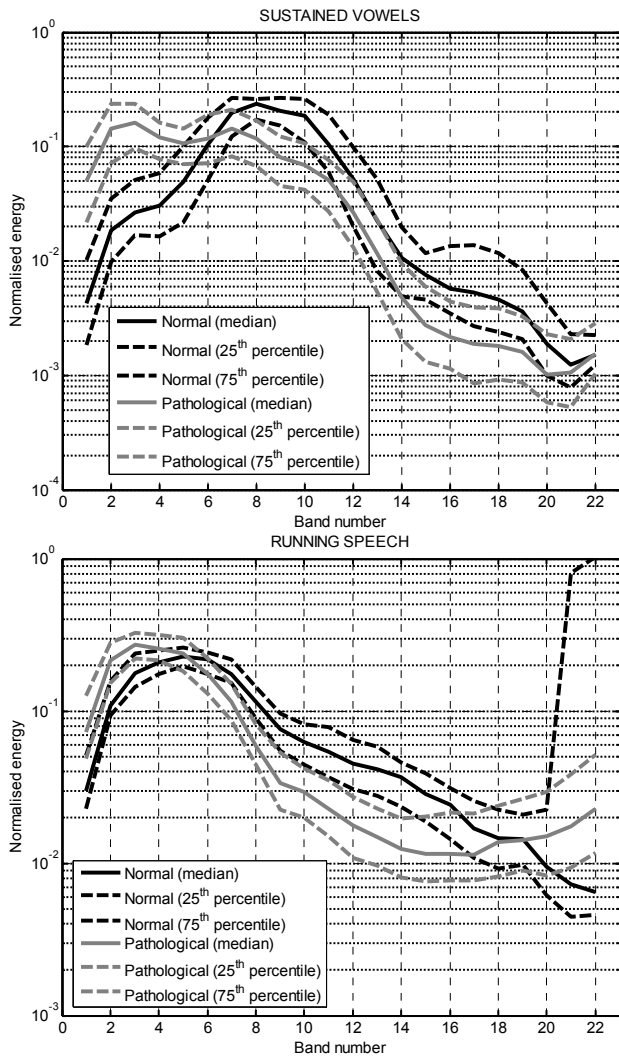 SUSTAINED VOWELS
10^0
10^-1
10^-2
10^-3
10^-4
Normalised energy
Normal (median)
Normal (25th percentile)
Normal (75th percentile)
Pathological (median)
Pathological (25th percentile)
Pathological (75th percentile)
0 2 4 6 8 10 12 14 16 18 20 22
Band number
RUNNING SPEECH
10^0
10^-1
10^-2
10^-3
Normalised energy
Normal (median)
Normal (25th percentile)
Normal (75th percentile)
Pathological (median)
Pathological (25th percentile)
Pathological (75th percentile)
0 2 4 6 8 10 12 14 16 18 20 22
Band number